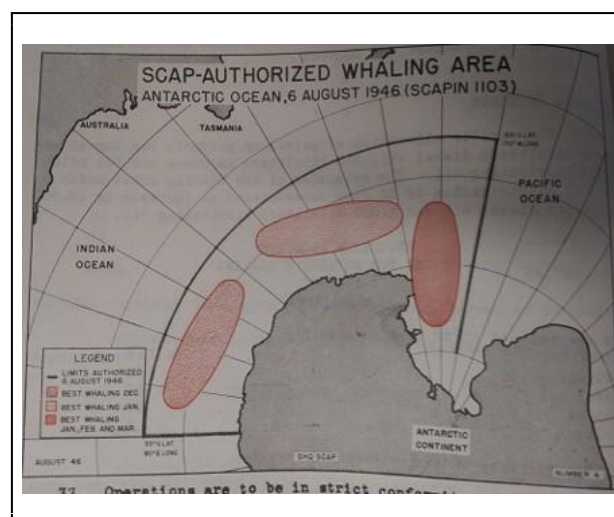 SCAP-AUTHORIZED WHALING AREA
ANTARCTIC OCEAN, 6 AUGUST 1946 (SCAPIN 1103)
AUSTRALIA
TASMANIA
PACIFIC
OCEAN
INDIAN
OCEAN
LEGEND
LIMITS AUTHORIZED
6 AUGUST 1946
BEST WHALING DEC.
BEST WHALING JAN.
BEST WHALING
JAN., FEB. AND MAR.
ANTARCTIC
CONTINENT
AUGUST 46
GHQ SCAP
NUMBER 4
Operations are to be in strict